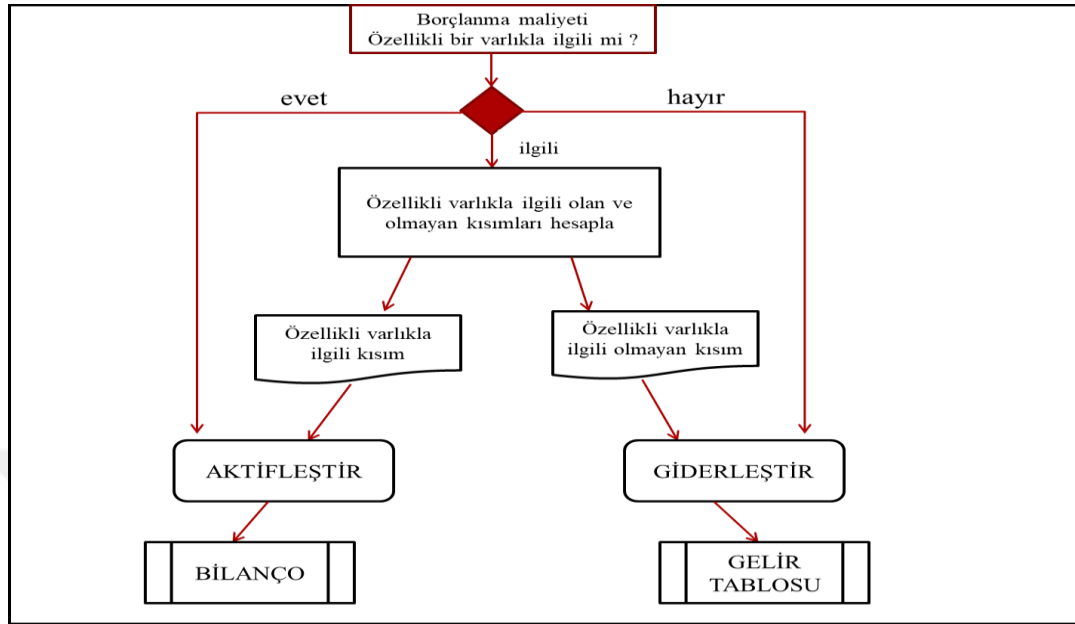 Borçlanma maliyeti
Özellikli bir varlıkla ilgili mi ?
evet
hayır
ilgili
Özellikli varlıkla ilgili olan ve
olmayan kısımları hesapla
Özellikli varlıkla
ilgili kısım
Özellikli varlıkla
ilgili olmayan kısım
AKTİFLEŞTİR
GİDERLEŞTİR
BİLANÇO
GELİR
TABLOSU